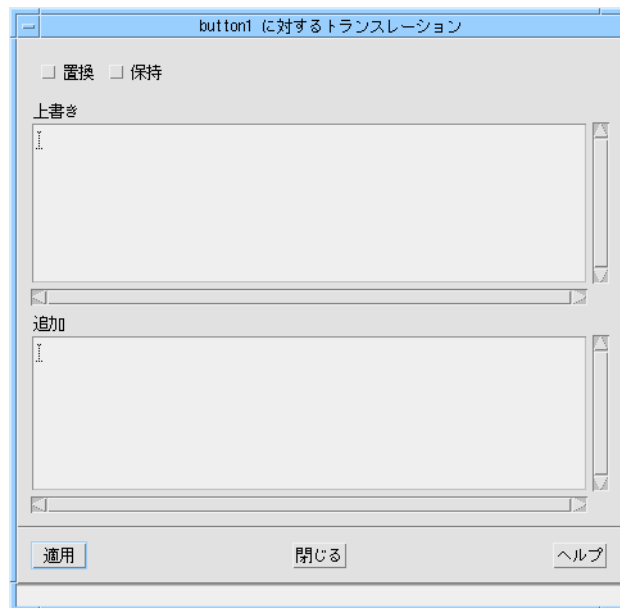 button1 に対するトランスレーション
置換 保持
上書き
追加
適用 閉じる ヘルプ